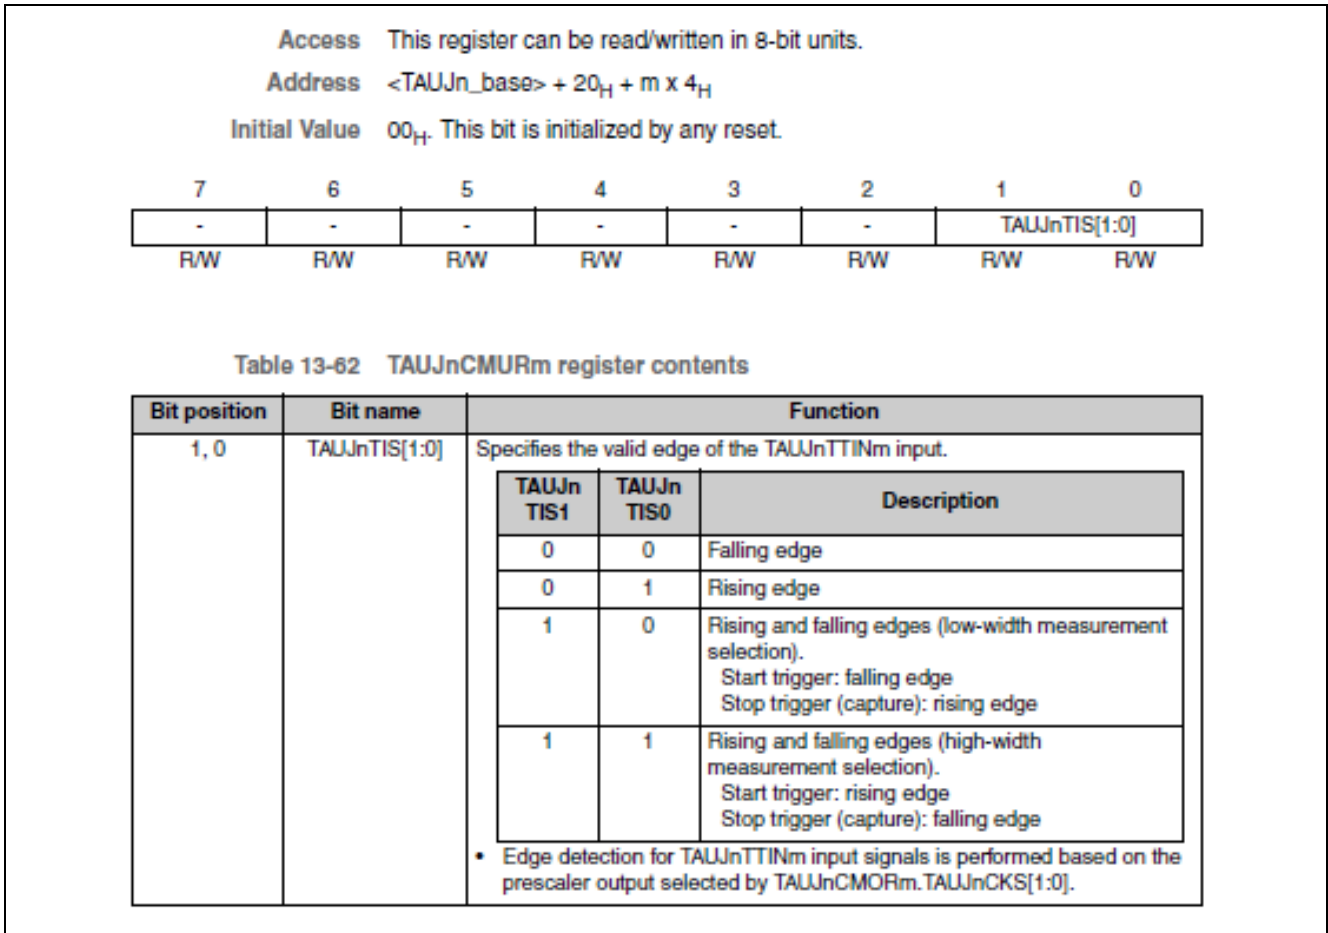 Access This register can be read/written in 8-bit units.
Address <TAUJn_base> + 20H + m x 4H
Initial Value 00H. This bit is initialized by any reset.
7 6 5 4 3 2 1 0
- - - - - - TAUJnTIS[1:0]
R/W R/W R/W R/W R/W R/W R/W R/W
Table 13-62 TAUJnCMURm register contents
Bit position Bit name Function
1, 0 TAUJnTIS[1:0] Specifies the valid edge of the TAUJnTTINm input.
TAUJn TAUJn Description
TIS1 TIS0
0 0 Falling edge
0 1 Rising edge
1 0 Rising and falling edges (low-width measurement
selection).
Start trigger: falling edge
Stop trigger (capture): rising edge
1 1 Rising and falling edges (high-width
measurement selection).
Start trigger: rising edge
Stop trigger (capture): falling edge
• Edge detection for TAUJnTTINm input signals is performed based on the
prescaler output selected by TAUJnCMORm.TAUJnCKS[1:0].